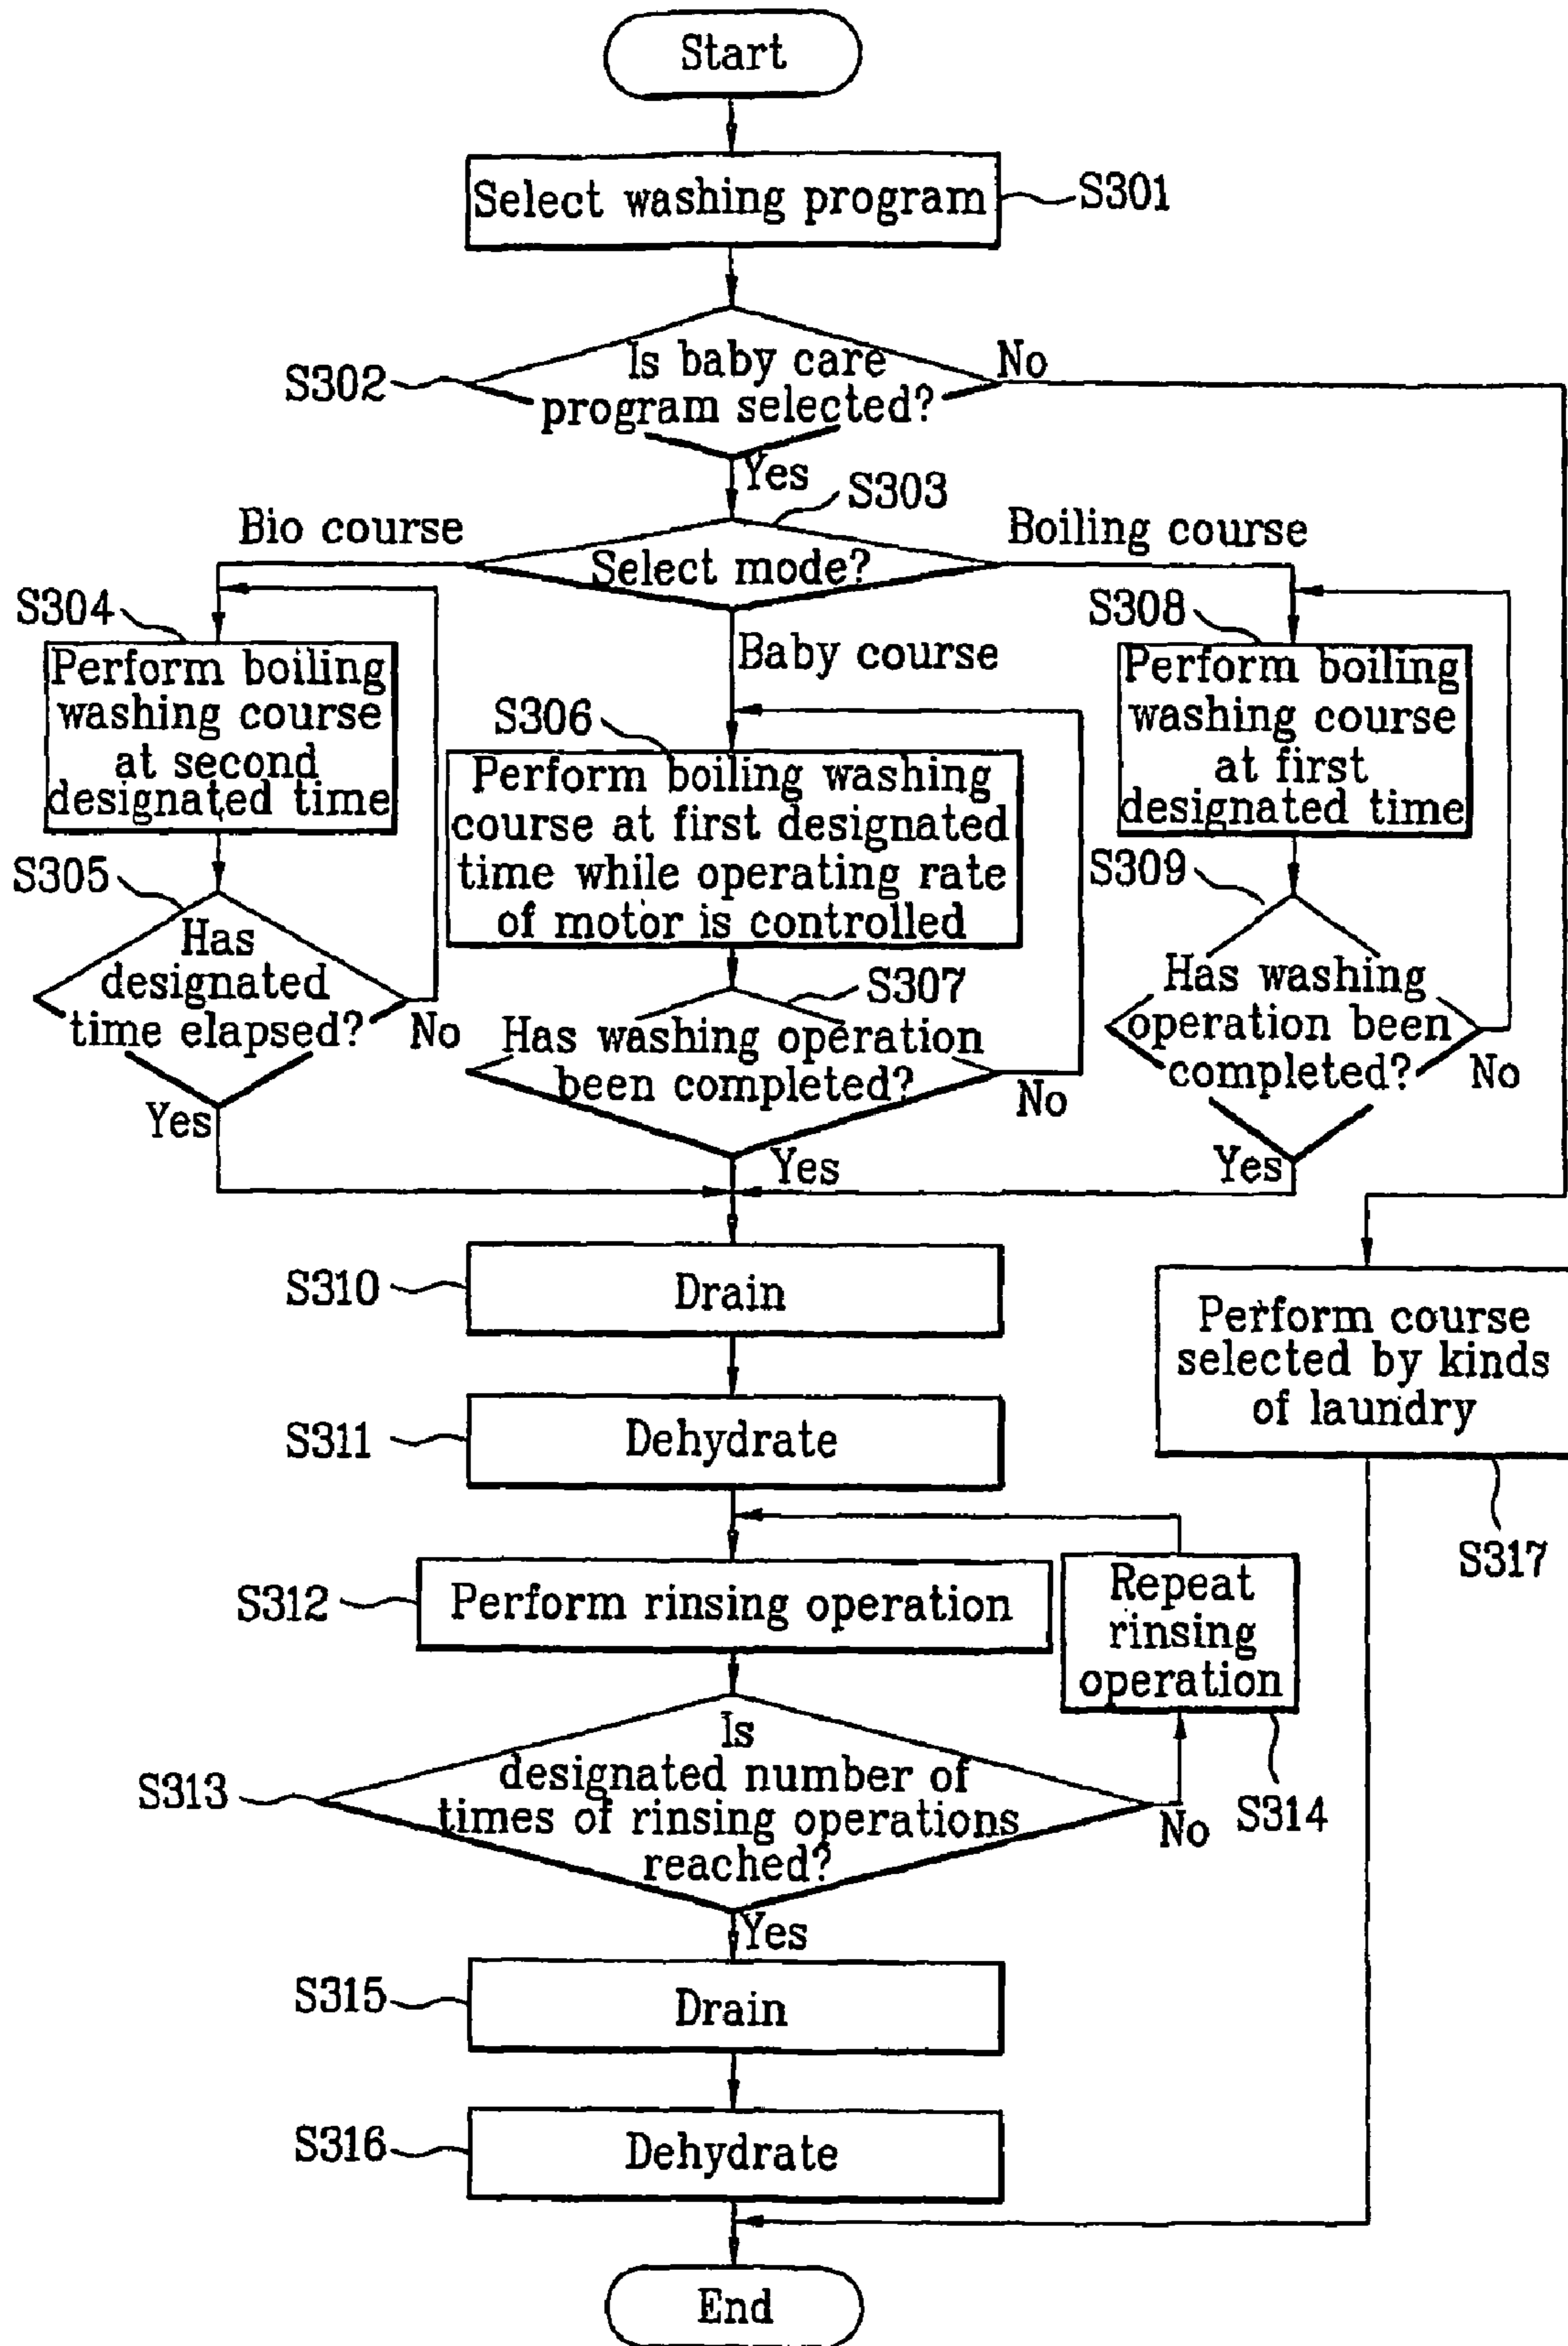 Start
Select washing program
S301
S302
Is baby care
program selected?
No
Yes
S303
Bio course
Select mode?
Boiling course
S304
Perform boiling
washing course
at second
designated time
Baby course
S306
Perform boiling washing
course at first designated
time while operating rate
of motor is controlled
S308
Perform boiling
washing course
at first
designated time
S305
Has
designated
time elapsed?
No
Yes
S307
Has washing operation
been completed?
No
Yes
S309
Has washing
operation been
completed?
No
Yes
S310
Drain
S311
Dehydrate
Perform course
selected by kinds
of laundry
S317
S312
Perform rinsing operation
Repeat
rinsing
operation
S314
S313
Is
designated number of
times of rinsing operations
reached?
No
Yes
S315
Drain
S316
Dehydrate
End